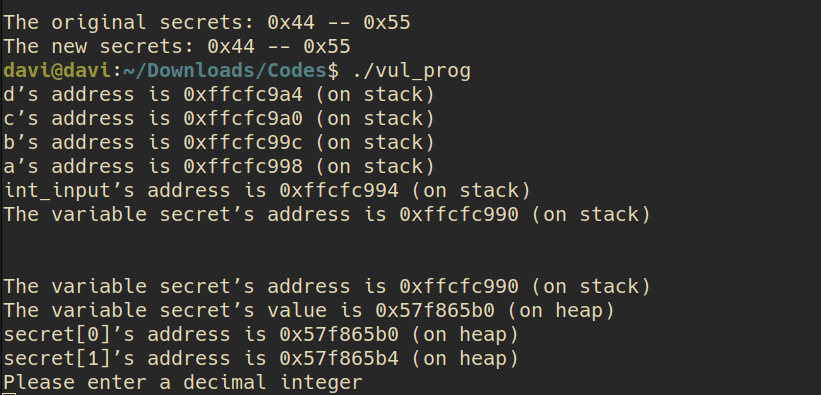 The original secrets: 0x44 -- 0x55
The new secrets: 0x44 -- 0x55
davi@davi:~/Downloads/Codes$ ./vul_prog
d’s address is 0xffcfc9a4 (on stack)
c’s address is 0xffcfc9a0 (on stack)
b’s address is 0xffcfc99c (on stack)
a’s address is 0xffcfc998 (on stack)
int_input’s address is 0xffcfc994 (on stack)
The variable secret’s address is 0xffcfc990 (on stack)
The variable secret’s address is 0xffcfc990 (on stack)
The variable secret’s value is 0x57f865b0 (on heap)
secret[0]’s address is 0x57f865b0 (on heap)
secret[1]’s address is 0x57f865b4 (on heap)
Please enter a decimal integer